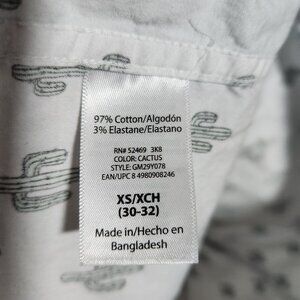 97% Cotton/Algodón
3% Elastane/Elastano
RN# 52469 3K8
COLOR: CACTUS
STYLE: GM29Y078
EAN/UPC 8 4980908246
XS/XCH
(30-32)
Made in/Hecho en
Bangladesh